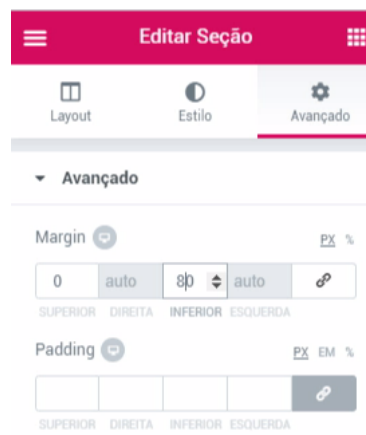 Editar Seção
Layout Estilo Avançado
Avançado
Margin PX %
0 auto 80 auto
SUPERIOR DIREITA INFERIOR ESQUERDA
Padding PX EM %
SUPERIOR DIREITA INFERIOR ESQUERDA